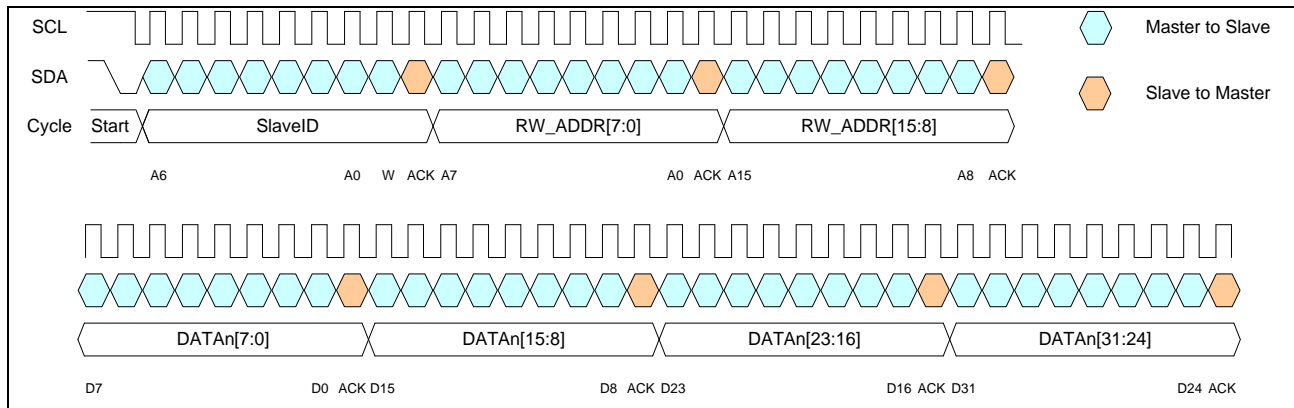 SCL
Master to Slave
SDA
Slave to Master
Cycle Start SlaveID RW_ADDR[7:0] RW_ADDR[15:8]
A6 A0 W ACK A7 A0 ACK A15 A8 ACK
DATAn[7:0] DATAn[15:8] DATAn[23:16] DATAn[31:24]
D7 D0 ACK D15 D8 ACK D23 D16 ACK D31 D24 ACK